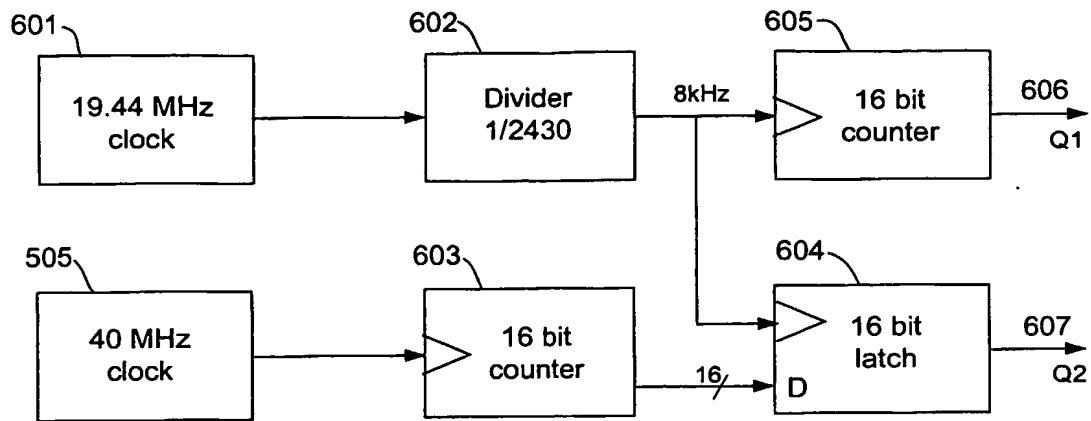 601
602
605
19.44 MHz
clock
Divider
1/2430
8kHz
16 bit
counter
606
Q1
505
603
604
40 MHz
clock
16 bit
counter
16
D
16 bit
latch
607
Q2